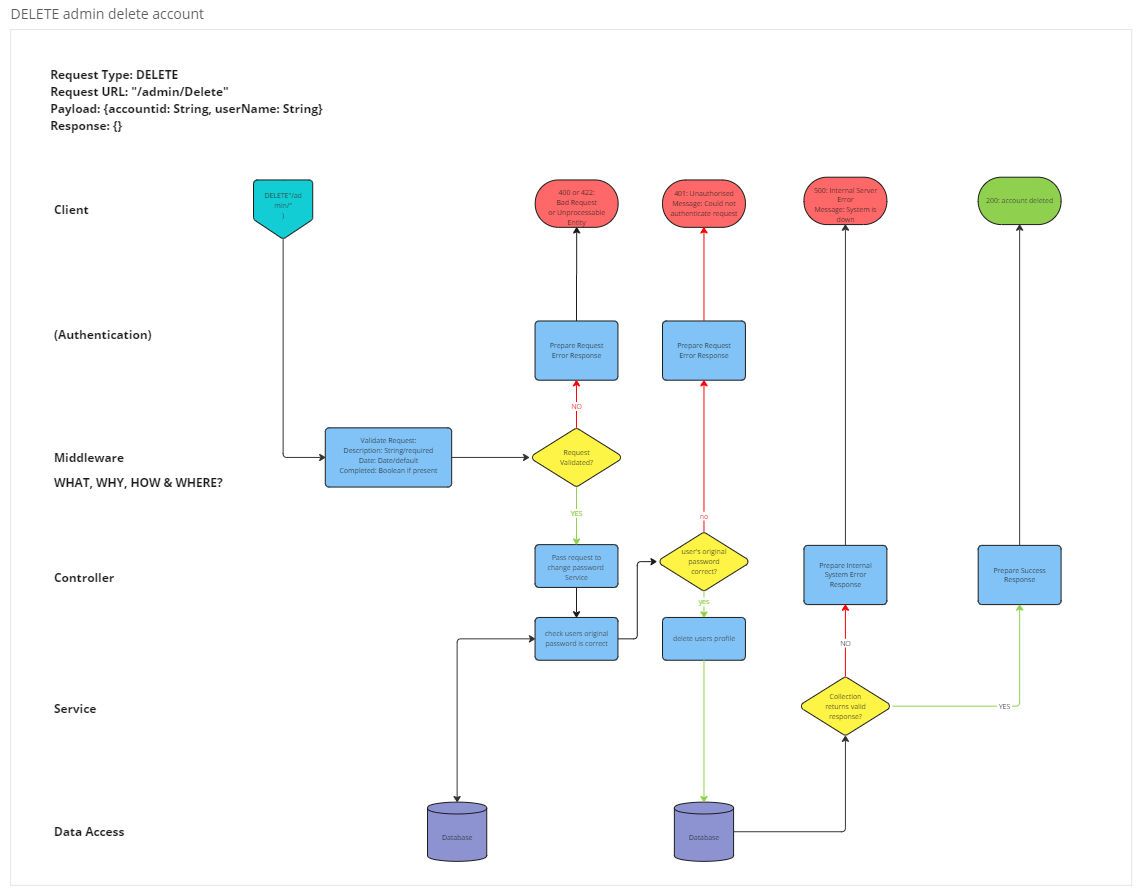 DELETE admin delete account
Request Type: DELETE
Request URL: "/admin/Delete"
Payload: {accountid: String, userName: String}
Response: {}
Client
DELETE"/ad
min/"
}
400 or 422:
Bad Request
or Unprocessable
Entity
401: Unauthorised
Message: Could not
authenticate request
500: Internal Server
Error
Message: System is
down
200: account deleted
(Authentication)
Prepare Request
Error Response
Prepare Request
Error Response
NO
Middleware
WHAT, WHY, HOW & WHERE?
Validate Request:
Description: String/required
Date: Date/default
Completed: Boolean if present
Request
Validated?
YES
no
Controller
Pass request to
change password
Service
user's original
password
correct?
Prepare Internal
System Error
Response
Prepare Success
Response
yes
check users original
password is correct
delete users profile
NO
Service
Collection
returns valid
response?
YES
Data Access
Database
Database